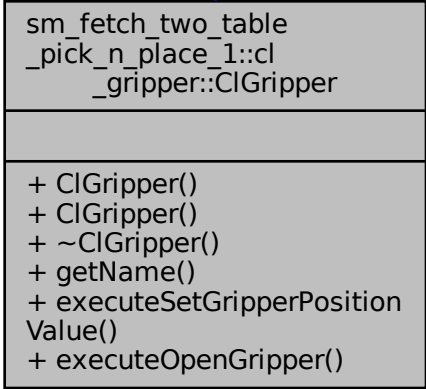 sm_fetch_two_table
_pick_n_place_1::cl
_gripper::ClGripper
+ ClGripper()
+ ClGripper()
+ ~ClGripper()
+ getName()
+ executeSetGripperPosition
Value()
+ executeOpenGripper()